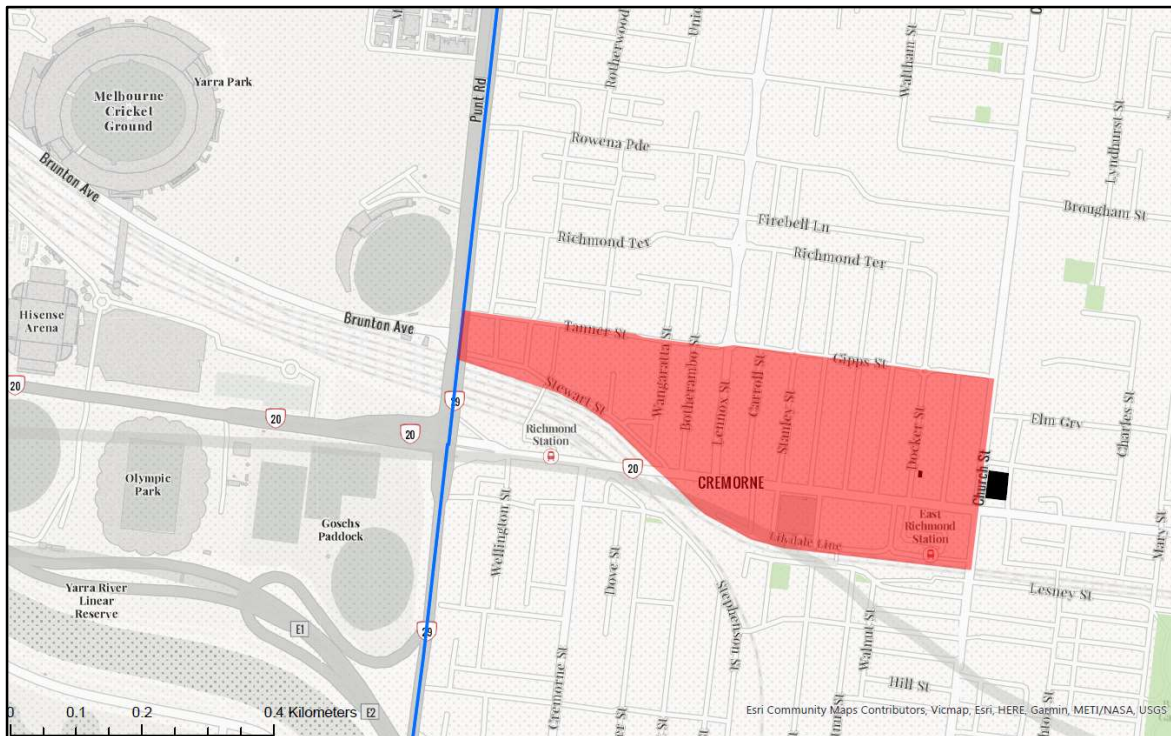 Yarra Park
Melbourne
Cricket
Ground
Punt Rd
Rotherwood
Waltham St
Lyndhurst St
Rowena Pde
Brunton Ave
Brougham St
Firebell Ln
Richmond Ter
Richmond Ter
Hisense
Arena
Brunton Ave
Tanner St
Gipps St
Wangaratta St
Botherambo St
Lennox St
Carroll St
Stanley St
Docker St
Stewart St
Elm Grv
Charles St
Church St
20
20
20
29
Richmond
Station
20
CREMORNE
Olympic
Park
Goschs
Paddock
East
Richmond
Station
Lilydale Line
Wellington St
Dove St
Mary St
Yarra River
Linear
Reserve
Lesney St
Stephenson St
Walnut St
E1
29
Cremorne St
Hill St
E2
0 0.1 0.2 0.4 Kilometers
Esri Community Maps Contributors, Vicmap, Esri, HERE, Garmin, METI/NASA, USGS